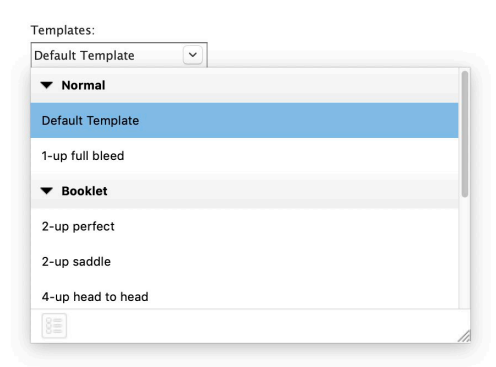 Templates:
Default Template
Normal
Default Template
1-up full bleed
Booklet
2-up perfect
2-up saddle
4-up head to head